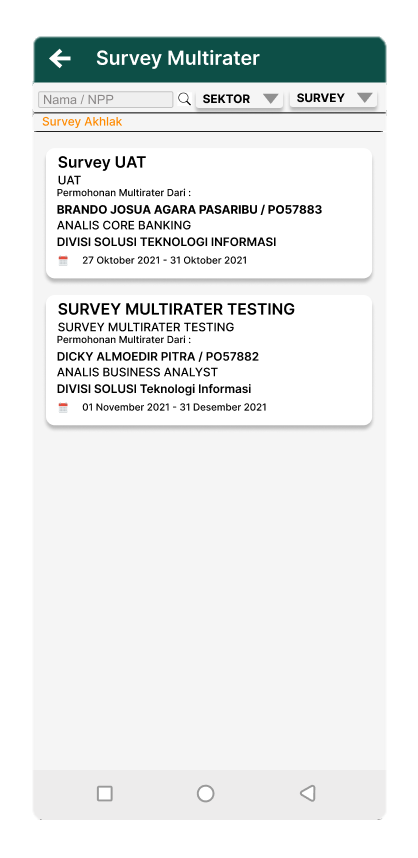 Survey Multirater
Nama / NPP SEKTOR SURVEY
Survey Akhlak
Survey UAT
UAT
Permohonan Multirater Dari :
BRANDO JOSUA AGARA PASARIBU / PO57883
ANALIS CORE BANKING
DIVISI SOLUSI TEKNOLOGI INFORMASI
27 Oktober 2021 - 31 Oktober 2021
SURVEY MULTIRATER TESTING
SURVEY MULTIRATER TESTING
Permohonan Multirater Dari :
DICKY ALMOEDIR PITRA / PO57882
ANALIS BUSINESS ANALYST
DIVISI SOLUSI Teknologi Informasi
01 November 2021 - 31 Desember 2021